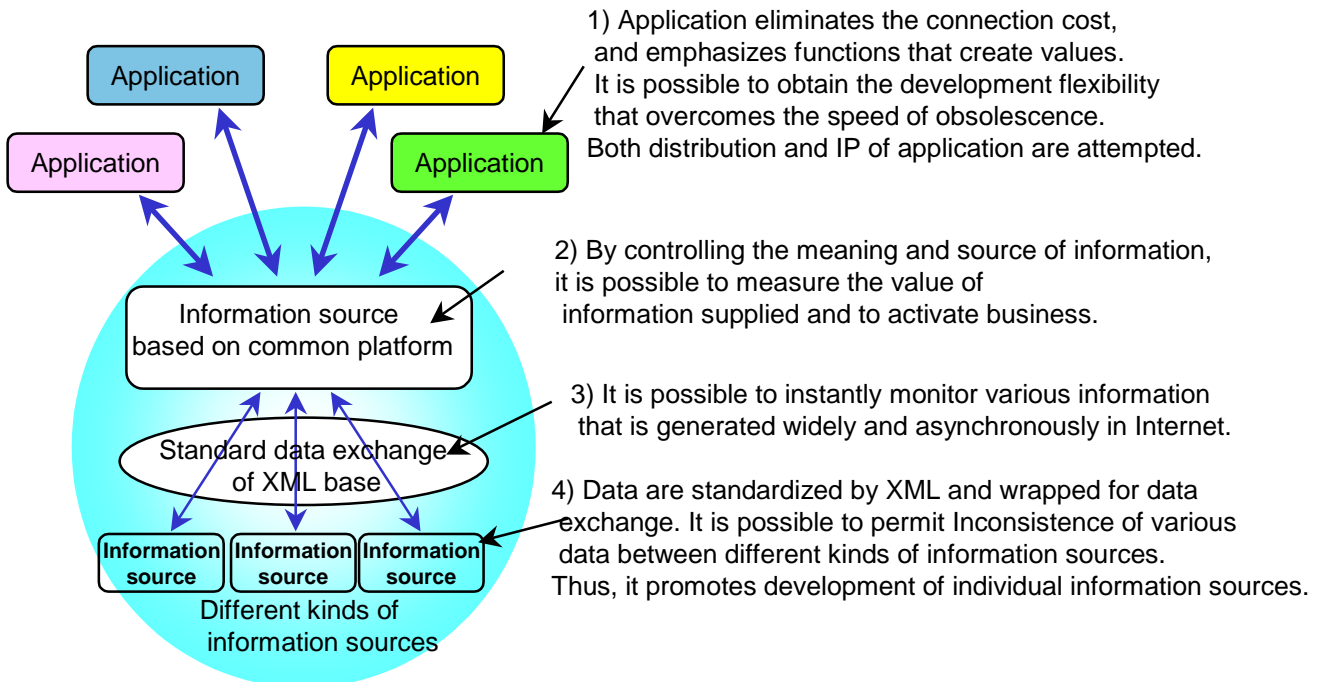 1) Application eliminates the connection cost,
and emphasizes functions that create values.
It is possible to obtain the development flexibility
that overcomes the speed of obsolescence.
Both distribution and IP of application are attempted.
Application
Application
Application
Application
2) By controlling the meaning and source of information,
it is possible to measure the value of
information supplied and to activate business.
Information source
based on common platform
3) It is possible to instantly monitor various information
that is generated widely and asynchronously in Internet.
Standard data exchange
of XML base
4) Data are standardized by XML and wrapped for data
exchange. It is possible to permit Inconsistence of various
data between different kinds of information sources.
Thus, it promotes development of individual information sources.
Information
source
Information
source
Information
source
Different kinds of
information sources